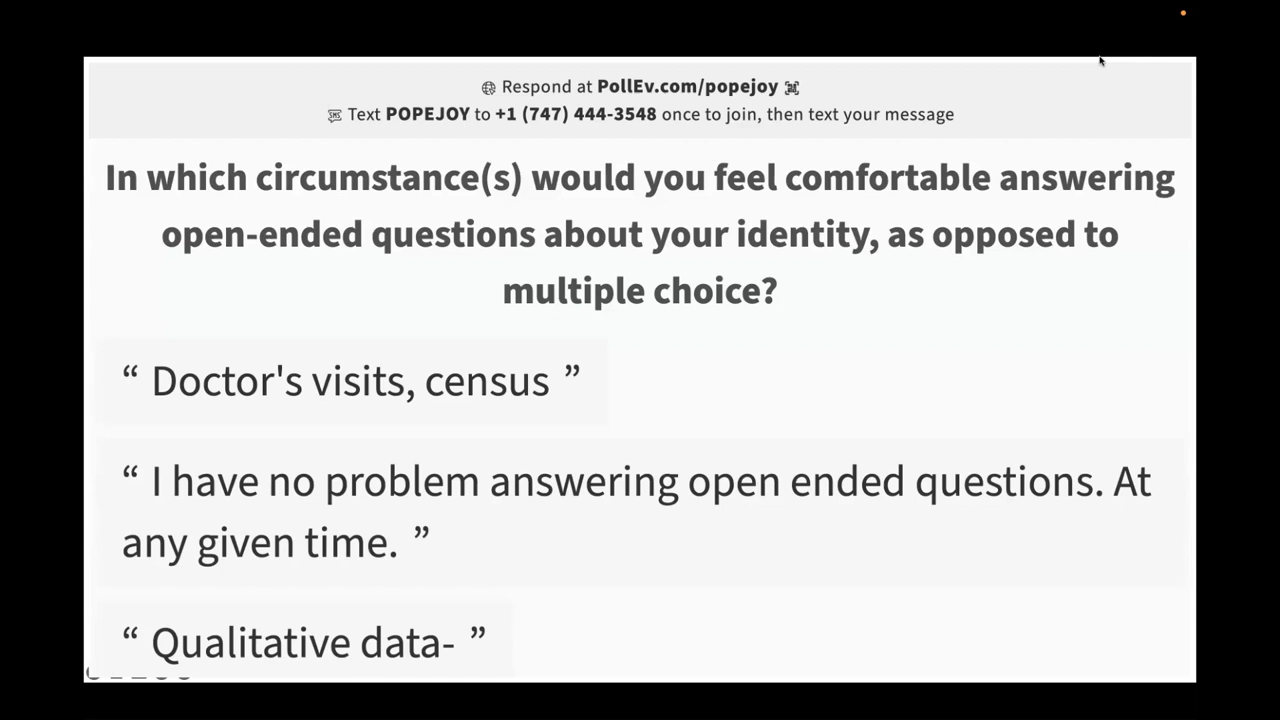 Respond at PollEv.com/popejoy
Text POPEJOY to +1 (747) 444-3548 once to join, then text your message
In which circumstance(s) would you feel comfortable answering
open-ended questions about your identity, as opposed to
multiple choice?
“ Doctor's visits, census ”
“ I have no problem answering open ended questions. At
any given time. ”
“ Qualitative data- ”